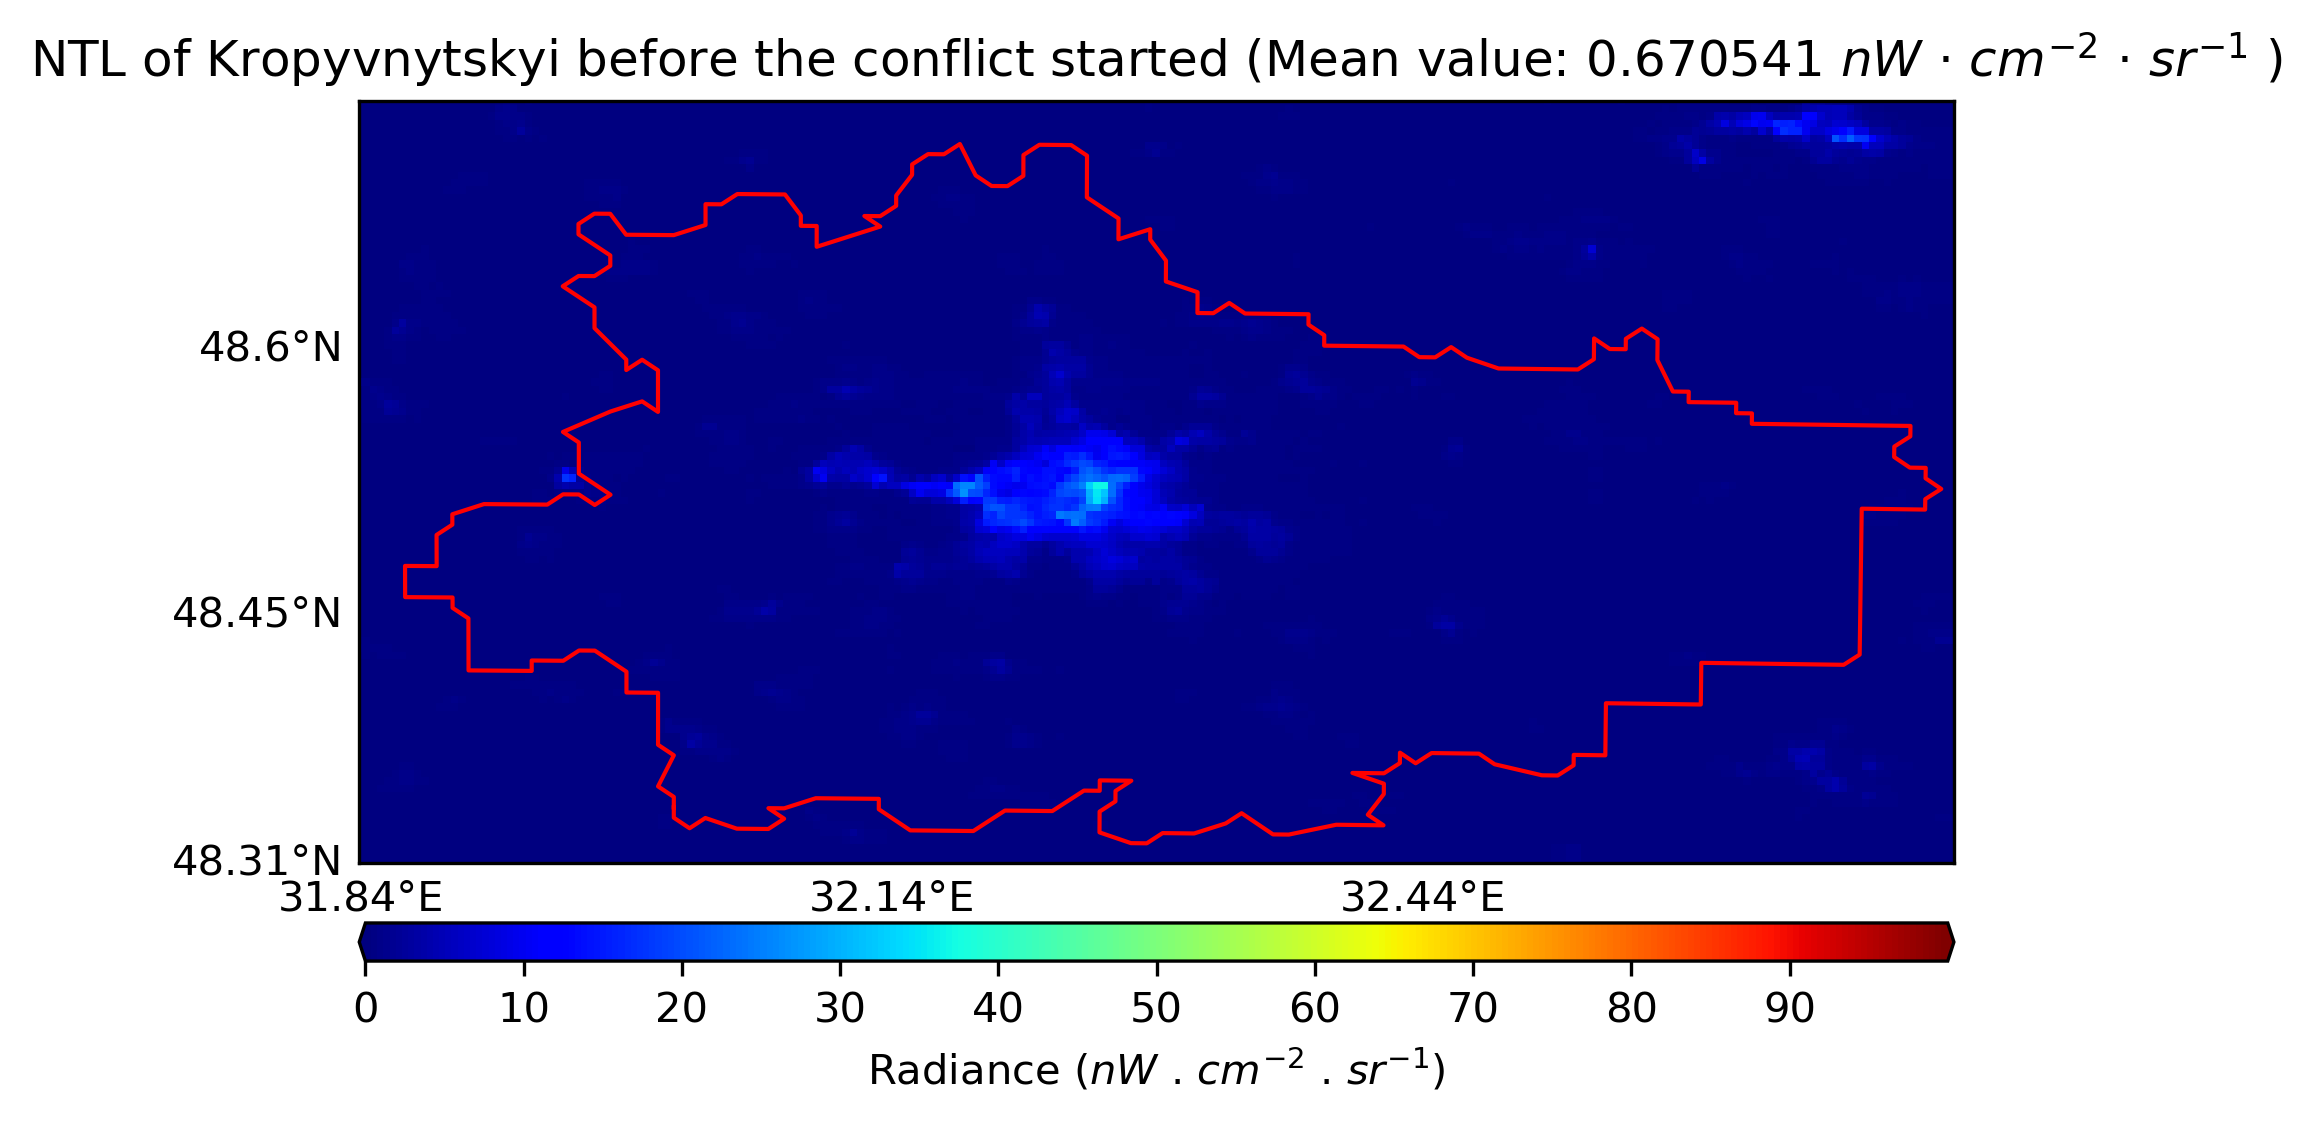 NTL of Kropyvnytskyi before the conflict started (Mean value: 0.670541 nW · cm⁻² · sr⁻¹ )
48.6°N
48.45°N
48.31°N
31.84°E 32.14°E 32.44°E
0 10 20 30 40 50 60 70 80 90
Radiance (nW . cm⁻² . sr⁻¹)